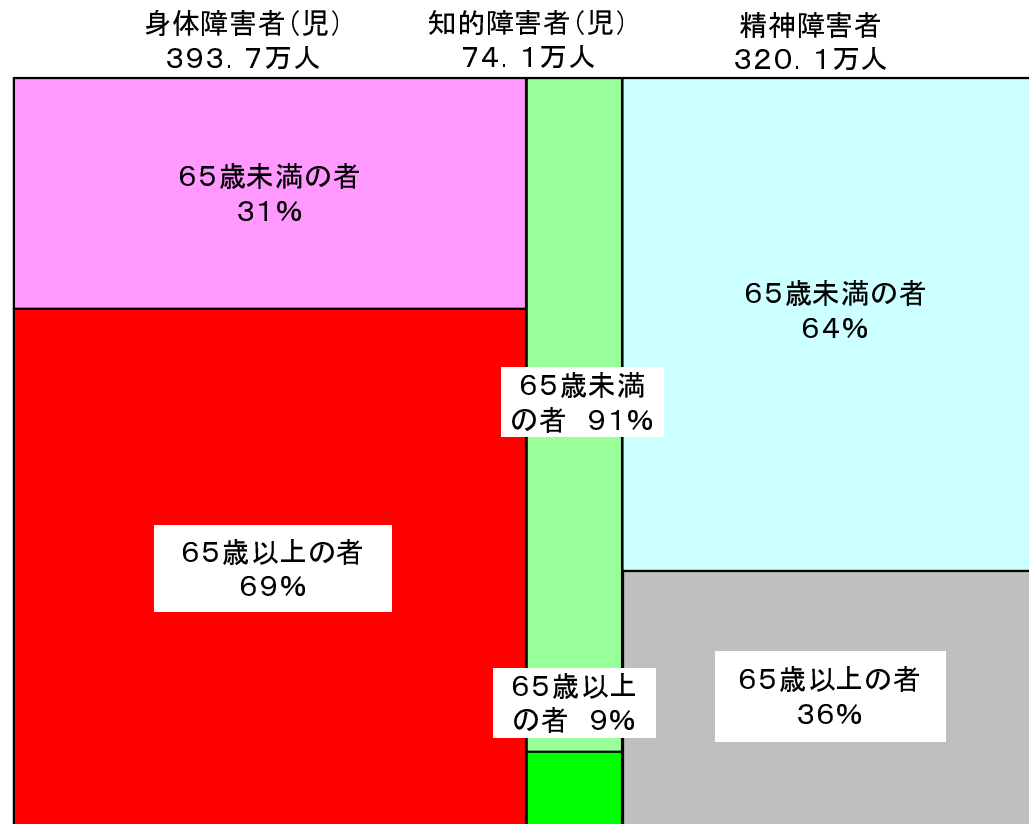 身体障害者（児）
393．7万人
知的障害者（児）
74．1万人
精神障害者
320．1万人
65歳未満の者
31%
65歳未満の者
64%
65歳未満
の者　91%
65歳以上の者
69%
65歳以上
の者　9%
65歳以上の者
36%